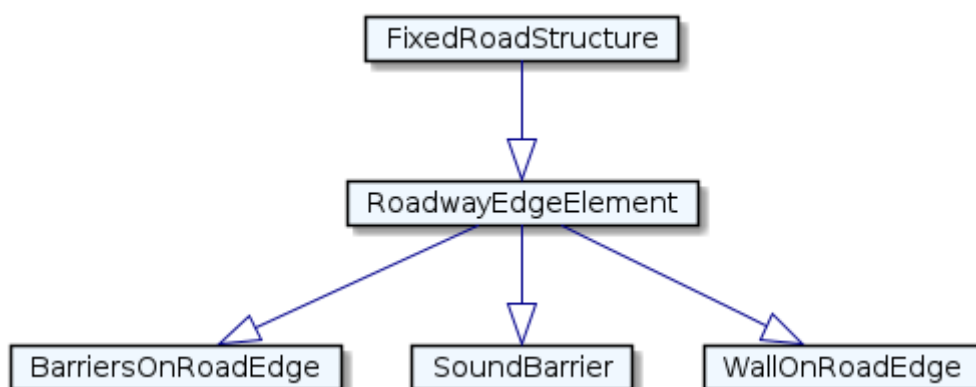 FixedRoadStructure
RoadwayEdgeElement
BarriersOnRoadEdge
SoundBarrier
WallOnRoadEdge